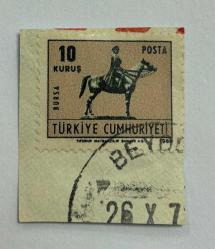 10 POSTA
KURUŞ
BURSA
TÜRKİYE CUMHURİYETİ
26 X 7